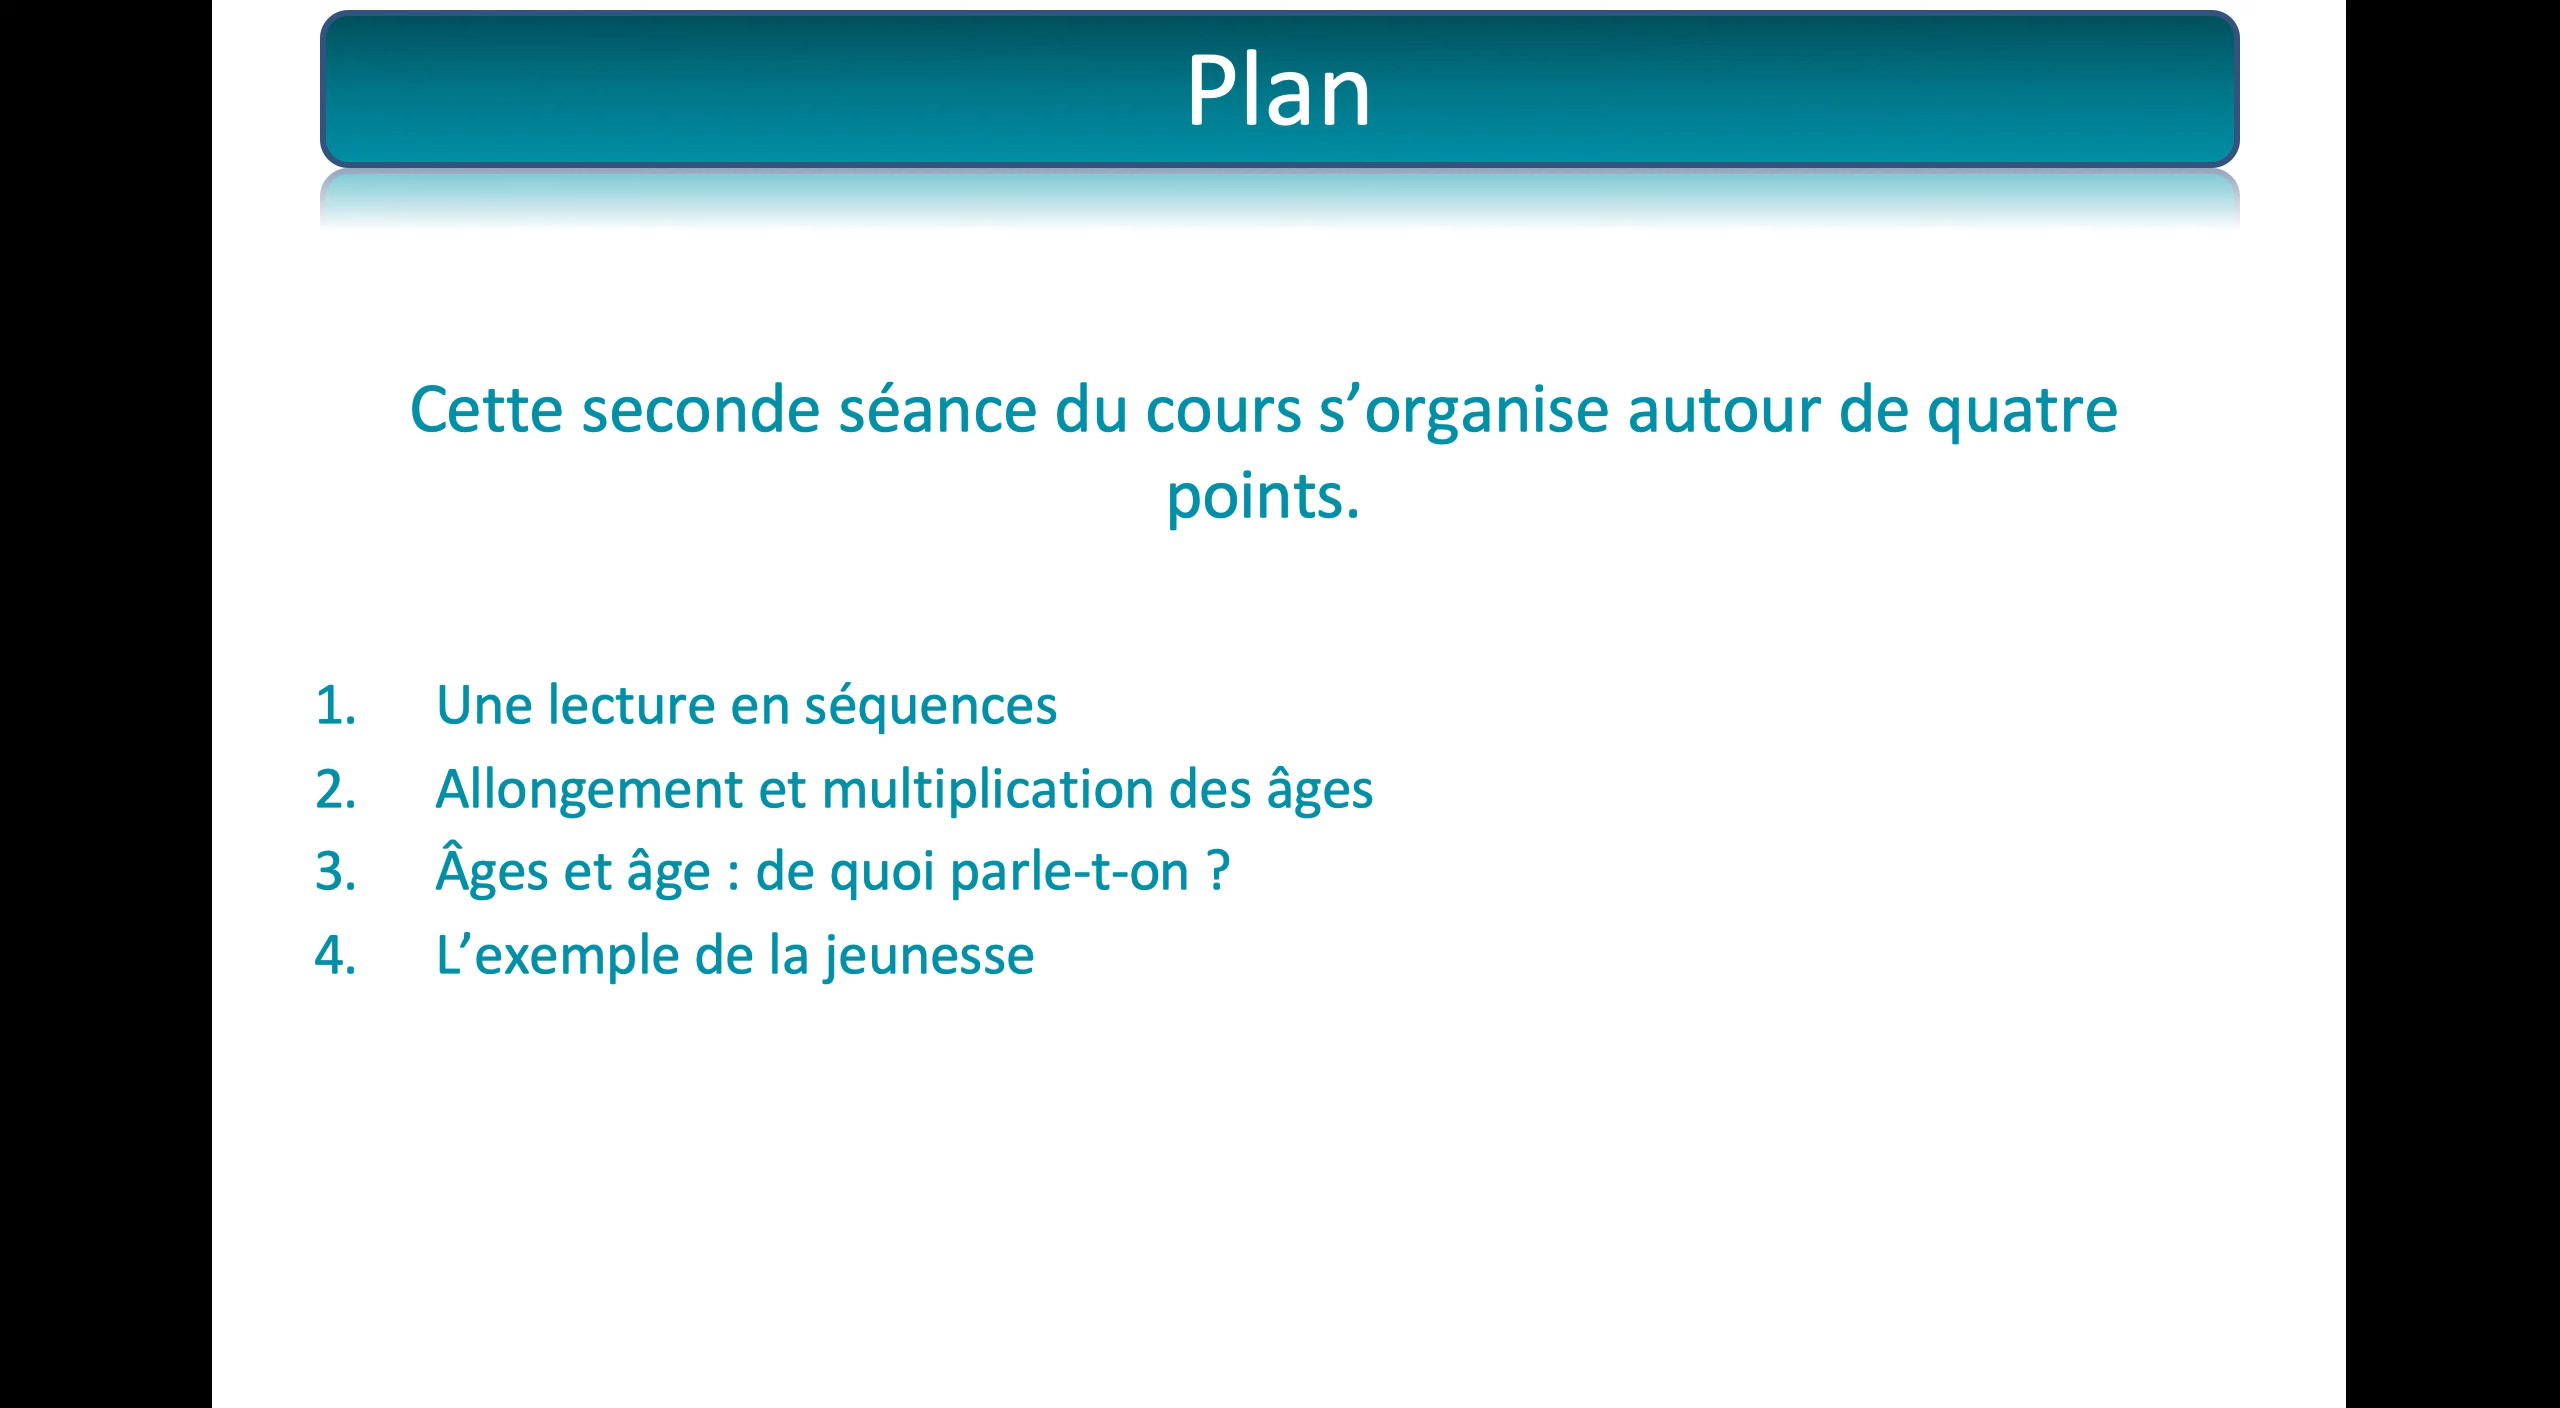 Plan
Cette seconde séance du cours s’organise autour de quatre
points.
1. Une lecture en séquences
2. Allongement et multiplication des âges
3. Âges et âge : de quoi parle-t-on ?
4. L’exemple de la jeunesse